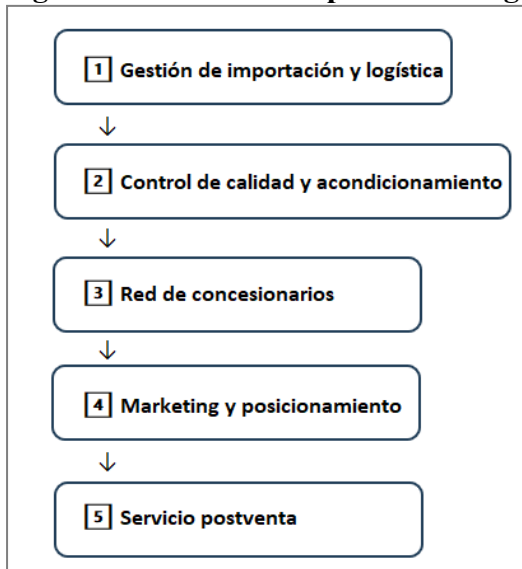 1 Gestión de importación y logística
↓
2 Control de calidad y acondicionamiento
↓
3 Red de concesionarios
↓
4 Marketing y posicionamiento
↓
5 Servicio postventa